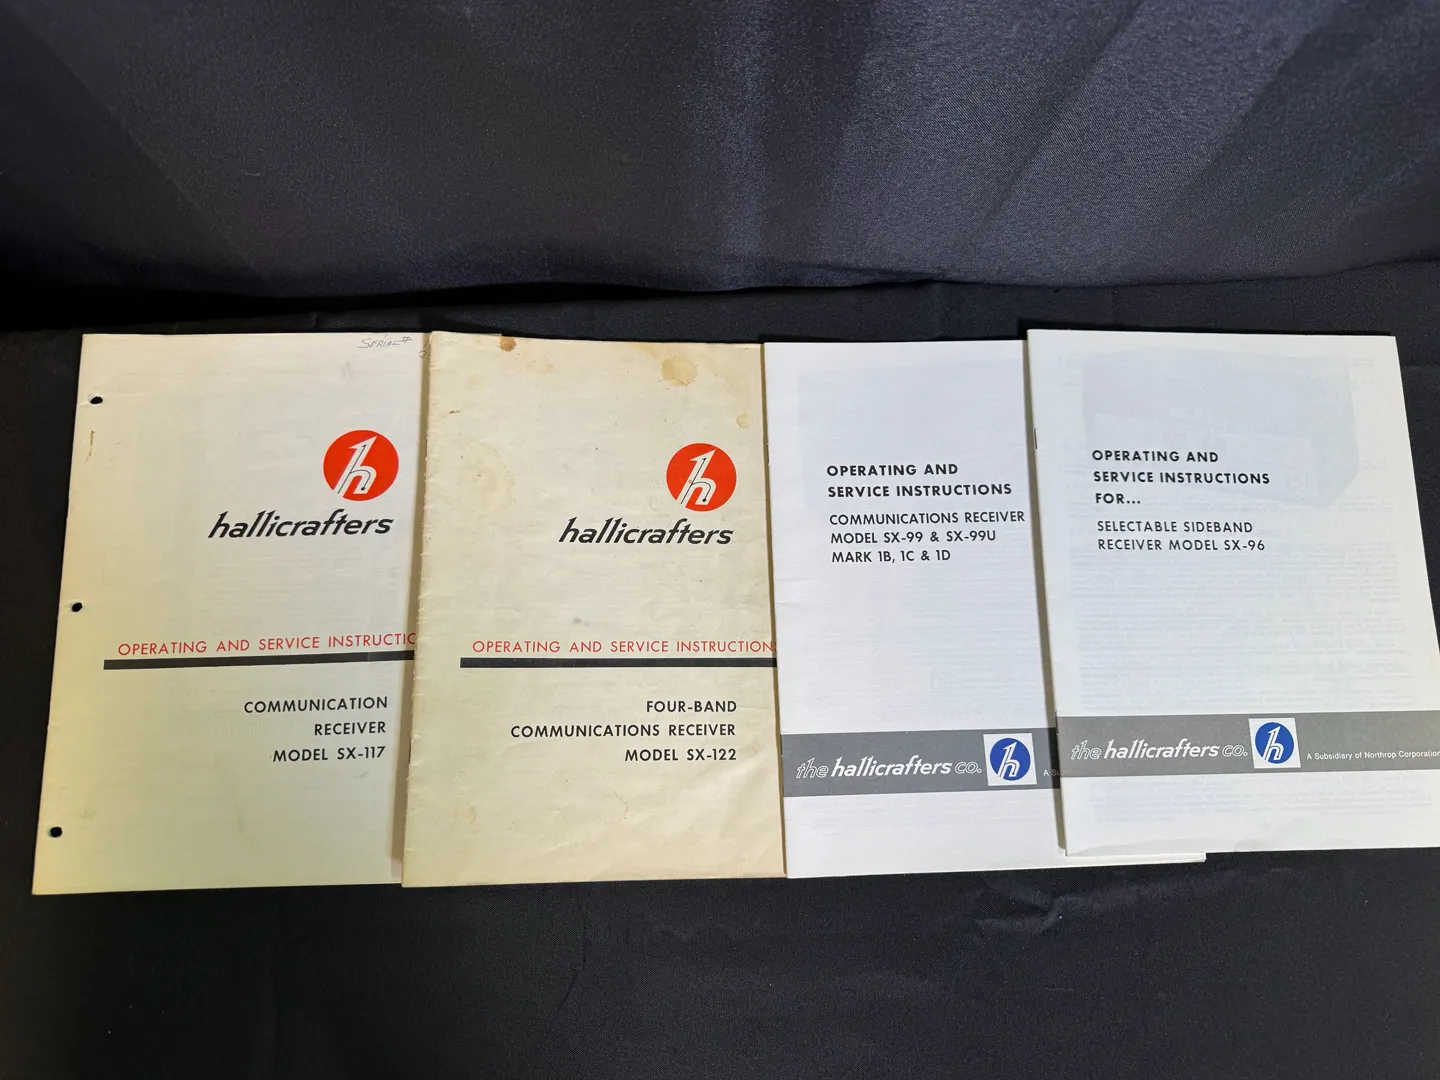 SERIAL#
hallicrafters
OPERATING AND SERVICE INSTRUCTIO
COMMUNICATION
RECEIVER
MODEL SX-117
hallicrafters
OPERATING AND SERVICE INSTRUCTION
FOUR-BAND
COMMUNICATIONS RECEIVER
MODEL SX-122
OPERATING AND
SERVICE INSTRUCTIONS
COMMUNICATIONS RECEIVER
MODEL SX-99 & SX-99U
MARK 1B, 1C & 1D
the hallicrafters co.
A Su
OPERATING AND
SERVICE INSTRUCTIONS
FOR...
SELECTABLE SIDEBAND
RECEIVER MODEL SX-96
the hallicrafters co.
A Subsidiary of Northrop Corporation